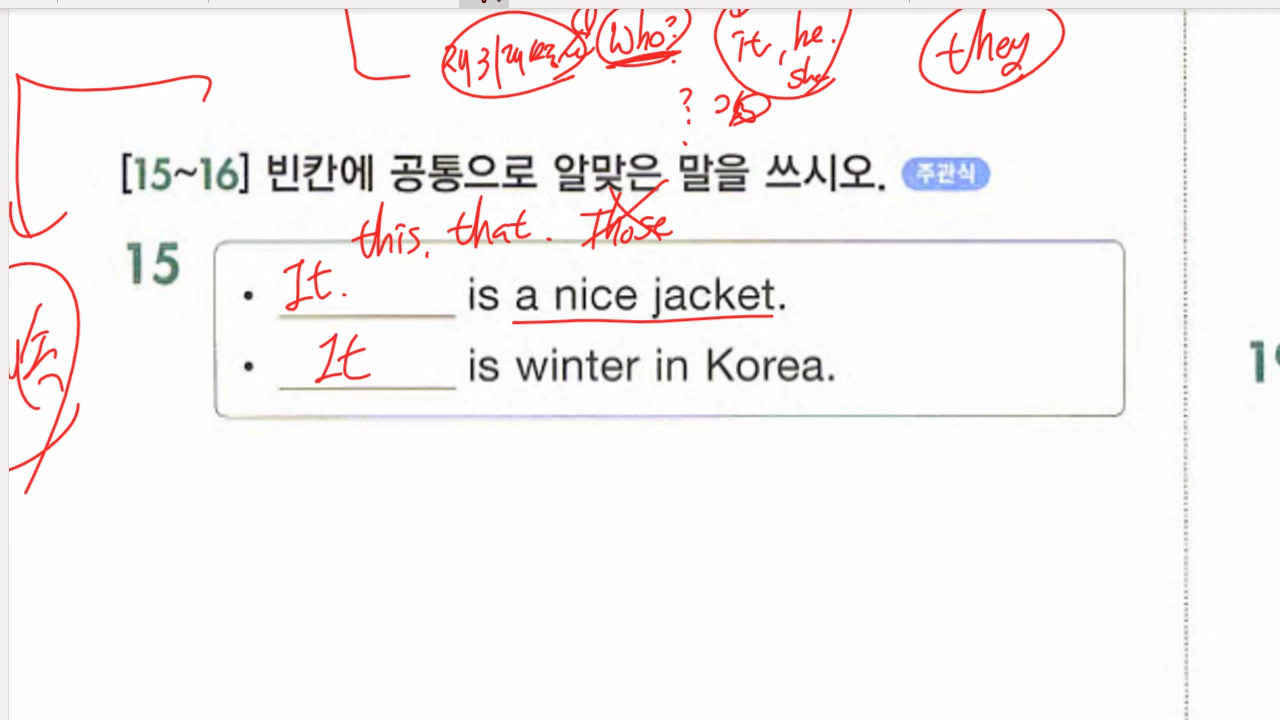 Who?
it, he.
she
they
?
[15~16] 빈칸에 공통으로 알맞은 말을 쓰시오. 주관식
this. that. Those
15
• It. is a nice jacket.
• It is winter in Korea.